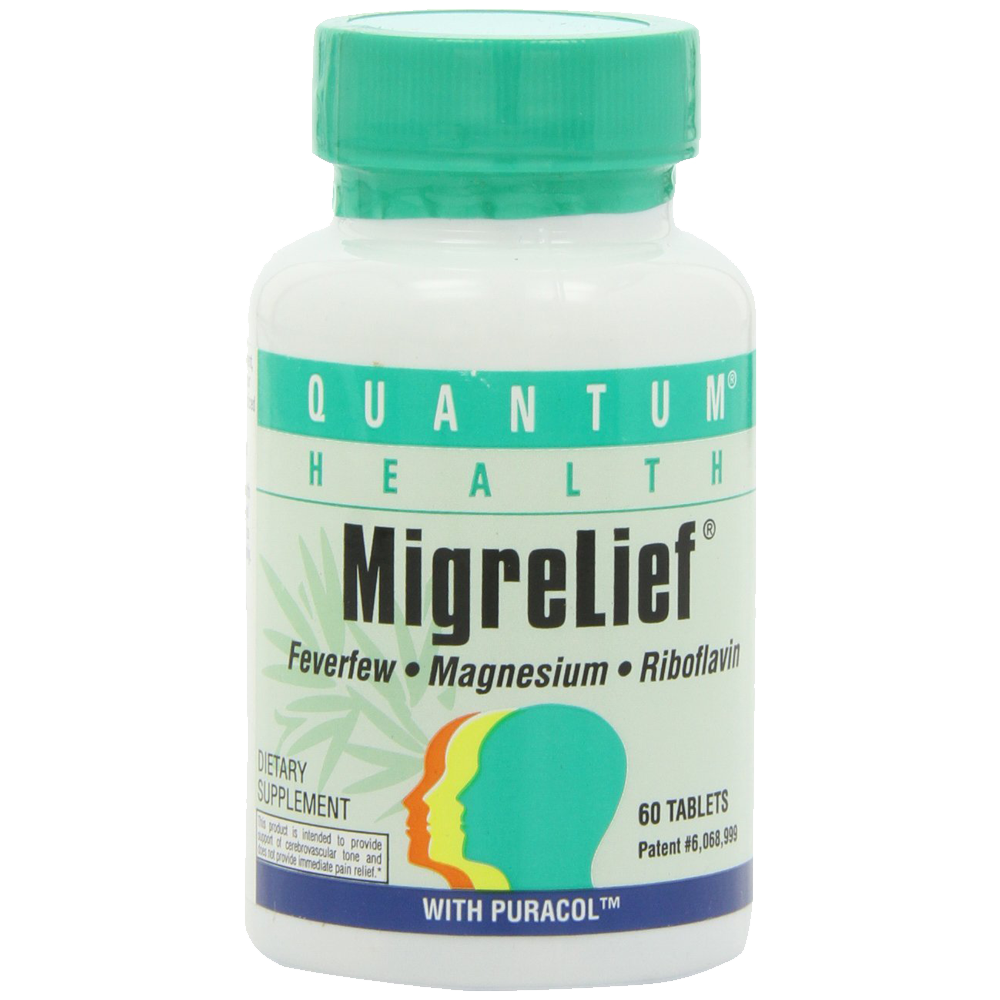 QUANTUM®
HEALTH
MigreLief®
Feverfew • Magnesium • Riboflavin
DIETARY
SUPPLEMENT
This product is intended to provide
support of cerebrovascular tone and
does not provide immediate pain relief.*
60 TABLETS
Patent #6,068,999
WITH PURACOL™